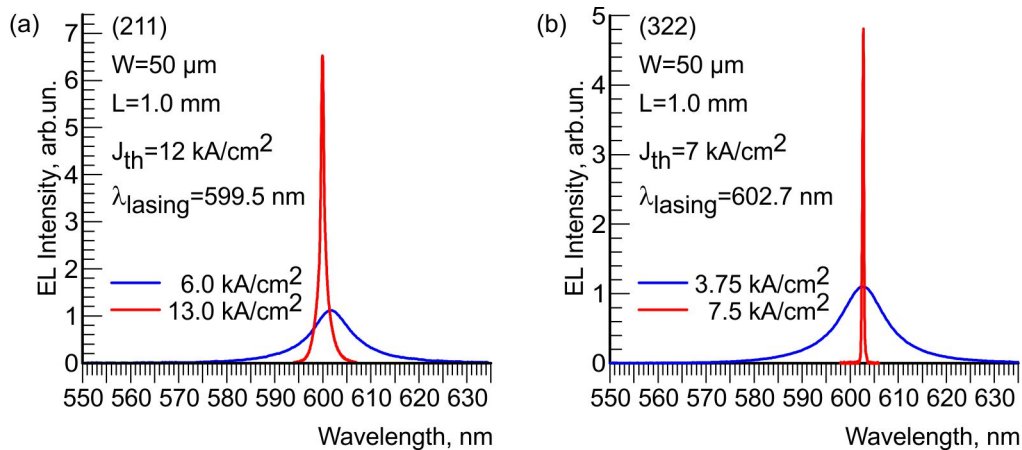 (a)
(211)
W=50 μm
L=1.0 mm
Jth=12 kA/cm2
λlasing=599.5 nm
6.0 kA/cm2
13.0 kA/cm2
EL Intensity, arb.un.
7
6
5
4
3
2
1
0
550 560 570 580 590 600 610 620 630
Wavelength, nm
(b)
(322)
W=50 μm
L=1.0 mm
Jth=7 kA/cm2
λlasing=602.7 nm
3.75 kA/cm2
7.5 kA/cm2
EL Intensity, arb.un.
5
4
3
2
1
0
550 560 570 580 590 600 610 620 630
Wavelength, nm